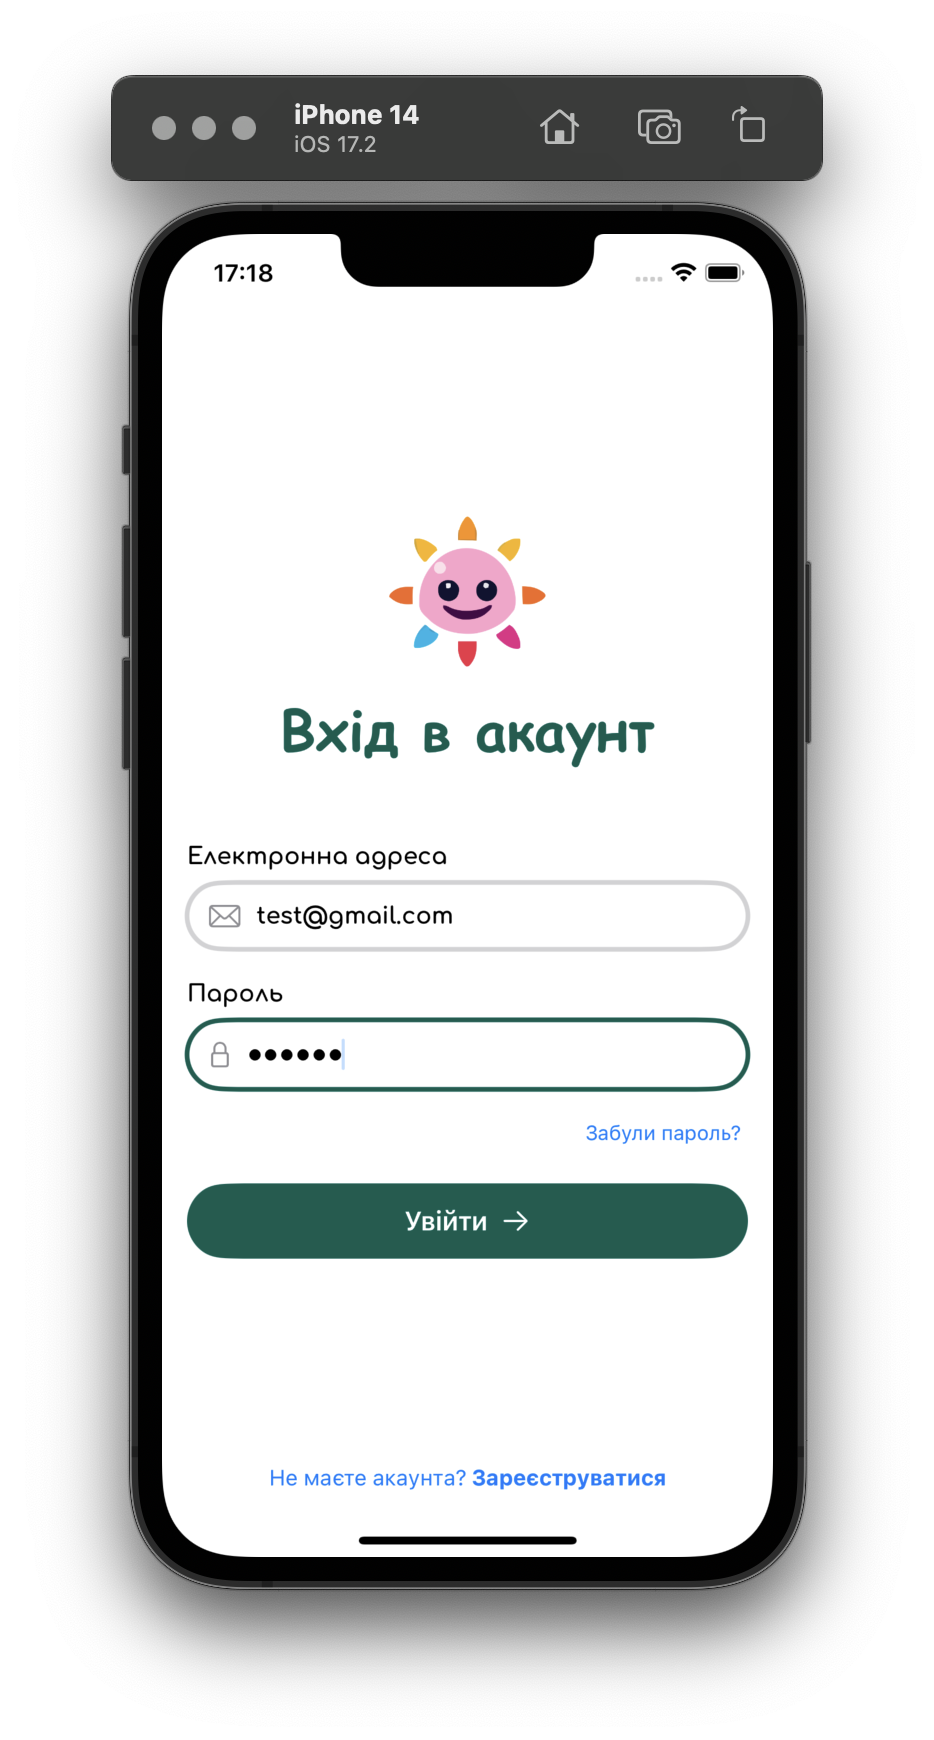 iPhone 14
iOS 17.2
17:18
Вхід в акаунт
Електронна адреса
test@gmail.com
Пароль
••••••
Забули пароль?
Увійти →
Не маєте акаунта? Зареєструватися